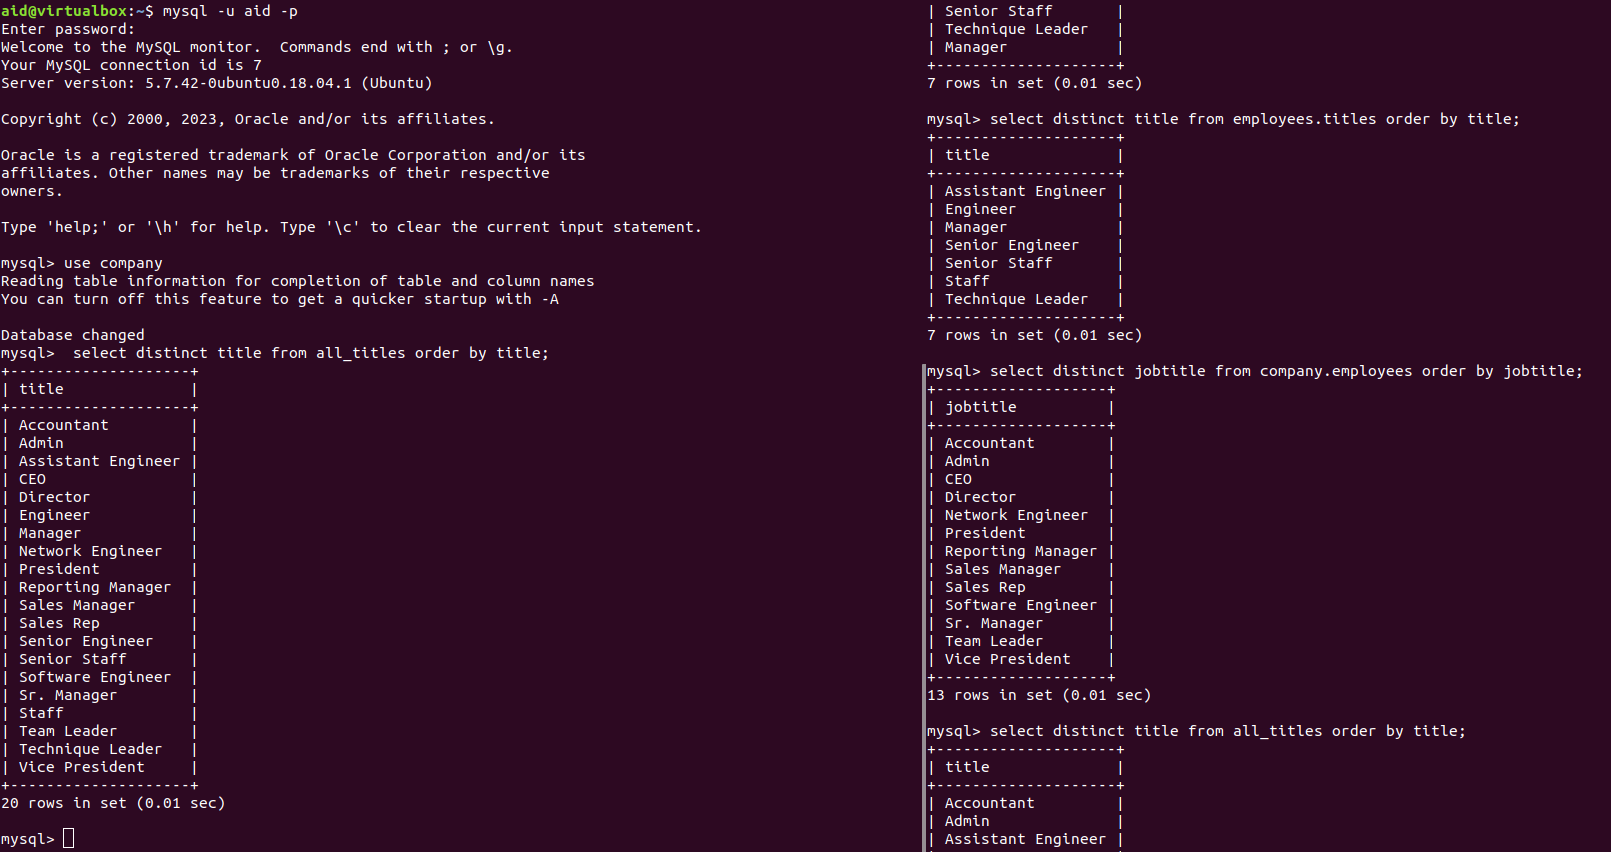 aid@virtualbox:~$ mysql -u aid -p
Enter password:
Welcome to the MySQL monitor.  Commands end with ; or \g.
Your MySQL connection id is 7
Server version: 5.7.42-0ubuntu0.18.04.1 (Ubuntu)

Copyright (c) 2000, 2023, Oracle and/or its affiliates.

Oracle is a registered trademark of Oracle Corporation and/or its
affiliates. Other names may be trademarks of their respective
owners.

Type 'help;' or '\h' for help. Type '\c' to clear the current input statement.

mysql> use company
Reading table information for completion of table and column names
You can turn off this feature to get a quicker startup with -A

Database changed
mysql>  select distinct title from all_titles order by title;
+--------------------+
| title              |
+--------------------+
| Accountant         |
| Admin              |
| Assistant Engineer |
| CEO                |
| Director           |
| Engineer           |
| Manager            |
| Network Engineer   |
| President          |
| Reporting Manager  |
| Sales Manager      |
| Sales Rep          |
| Senior Engineer    |
| Senior Staff       |
| Software Engineer  |
| Sr. Manager        |
| Staff              |
| Team Leader        |
| Technique Leader   |
| Vice President     |
+--------------------+
20 rows in set (0.01 sec)

mysql>
| Senior Staff       |
| Technique Leader   |
| Manager            |
+--------------------+
7 rows in set (0.01 sec)

mysql> select distinct title from employees.titles order by title;
+--------------------+
| title              |
+--------------------+
| Assistant Engineer |
| Engineer           |
| Manager            |
| Senior Engineer    |
| Senior Staff       |
| Staff              |
| Technique Leader   |
+--------------------+
7 rows in set (0.01 sec)

mysql> select distinct jobtitle from company.employees order by jobtitle;
+-------------------+
| jobtitle          |
+-------------------+
| Accountant        |
| Admin             |
| CEO               |
| Director          |
| Network Engineer  |
| President         |
| Reporting Manager |
| Sales Manager     |
| Sales Rep         |
| Software Engineer |
| Sr. Manager       |
| Team Leader       |
| Vice President    |
+-------------------+
13 rows in set (0.01 sec)

mysql> select distinct title from all_titles order by title;
+--------------------+
| title              |
+--------------------+
| Accountant         |
| Admin              |
| Assistant Engineer |